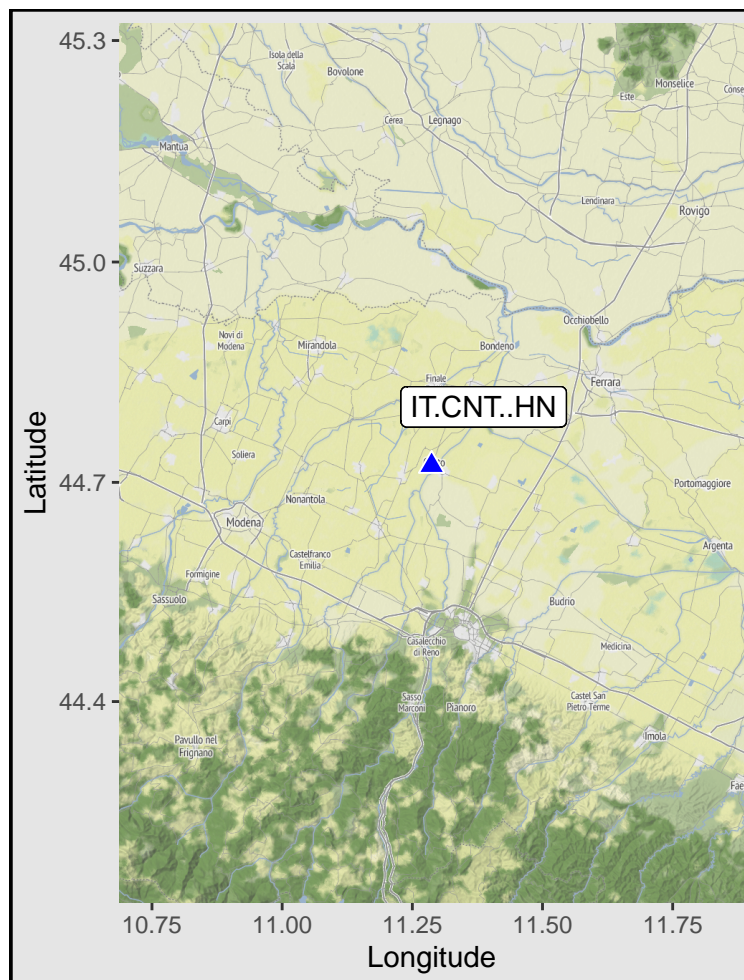 45.3
45.0
44.7
44.4
Latitude
Isola della
Scalà
Bovolone
Este
Monselice
Cerea
Legnago
Mantua
Lendinara
Rovigo
Suzzara
Occhiobello
Novi di
Modena
Mirandola
Bondeno
Finale
Ferrara
IT.CNT..HN
Carpi
Soliera
Portomaggiore
Nonantola
Modena
Argenta
Castelfranco
Emilia
Formigine
Sassuolo
Budrio
Casalecchio
di Reno
Medicina
Sasso
Marconi
Pianoro
Castel San
Pietro Terme
Pavullo nel
Frignano
Imola
Fae
10.75
11.00
11.25
11.50
11.75
Longitude